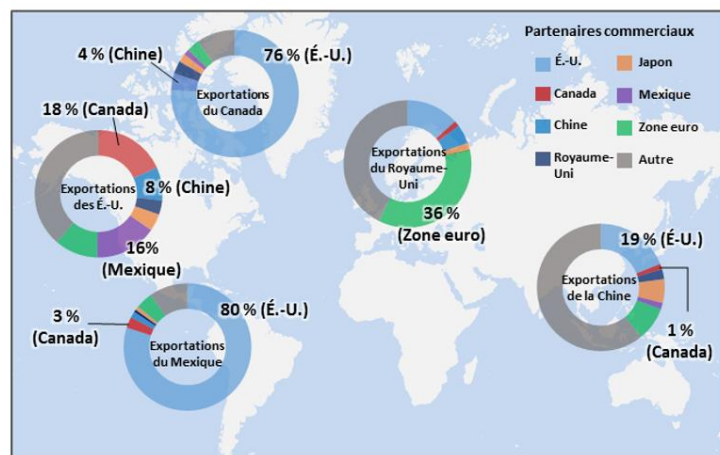 Partenaires commerciaux
É.-U.
Japon
Canada
Mexique
Chine
Zone euro
Royaume-
Uni
Autre
4 % (Chine)
76 % (É.-U.)
Exportations
du Canada
18 % (Canada)
Exportations
des É.-U.
8 % (Chine)
16%
(Mexique)
Exportations
du Royaume-
Uni
36 %
(Zone euro)
19 % (É-U.)
Exportations
de la Chine
1 %
(Canada)
3 %
(Canada)
80 % (É.-U.)
Exportations
du Mexique